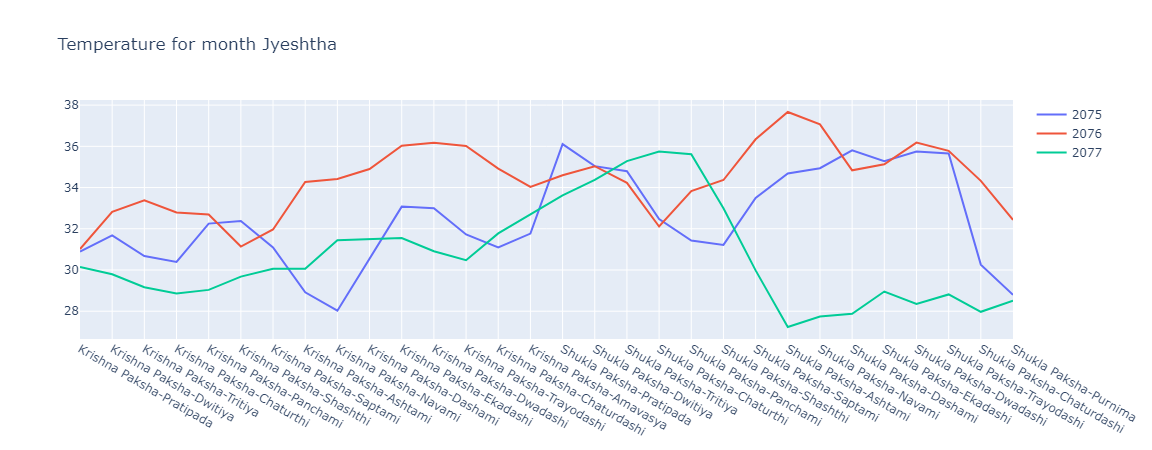 Temperature for month Jyeshtha
38
36
34
32
30
28
Krishna Paksha-Pratipada
Krishna Paksha-Dwitiya
Krishna Paksha-Tritiya
Krishna Paksha-Chaturthi
Krishna Paksha-Panchami
Krishna Paksha-Shashthi
Krishna Paksha-Saptami
Krishna Paksha-Ashtami
Krishna Paksha-Navami
Krishna Paksha-Dashami
Krishna Paksha-Ekadashi
Krishna Paksha-Dwadashi
Krishna Paksha-Trayodashi
Krishna Paksha-Chaturdashi
Krishna Paksha-Amavasya
Shukla Paksha-Pratipada
Shukla Paksha-Dwitiya
Shukla Paksha-Tritiya
Shukla Paksha-Chaturthi
Shukla Paksha-Panchami
Shukla Paksha-Shashthi
Shukla Paksha-Saptami
Shukla Paksha-Ashtami
Shukla Paksha-Navami
Shukla Paksha-Dashami
Shukla Paksha-Ekadashi
Shukla Paksha-Dwadashi
Shukla Paksha-Trayodashi
Shukla Paksha-Chaturdashi
Shukla Paksha-Purnima
2075
2076
2077